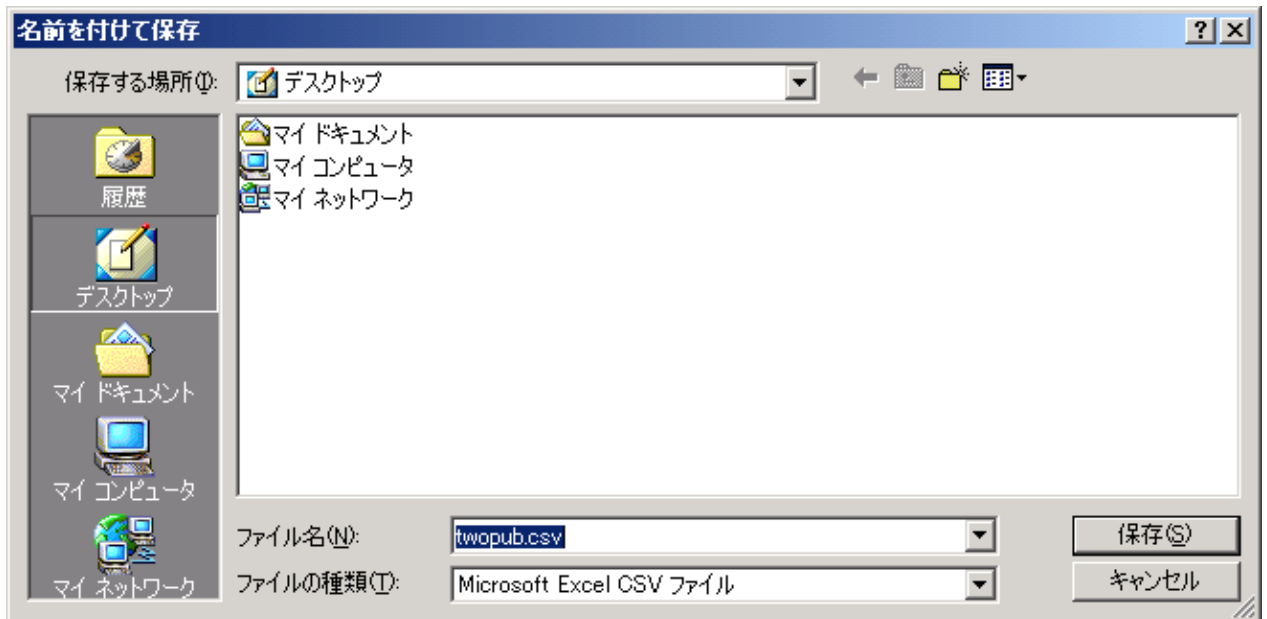 名前を付けて保存
保存する場所(I):
デスクトップ
履歴
デスクトップ
マイ ドキュメント
マイ コンピュータ
マイ ネットワーク
マイ ドキュメント
マイ コンピュータ
マイ ネットワーク
ファイル名(N):
twopub.csv
保存(S)
ファイルの種類(T):
Microsoft Excel CSV ファイル
キャンセル